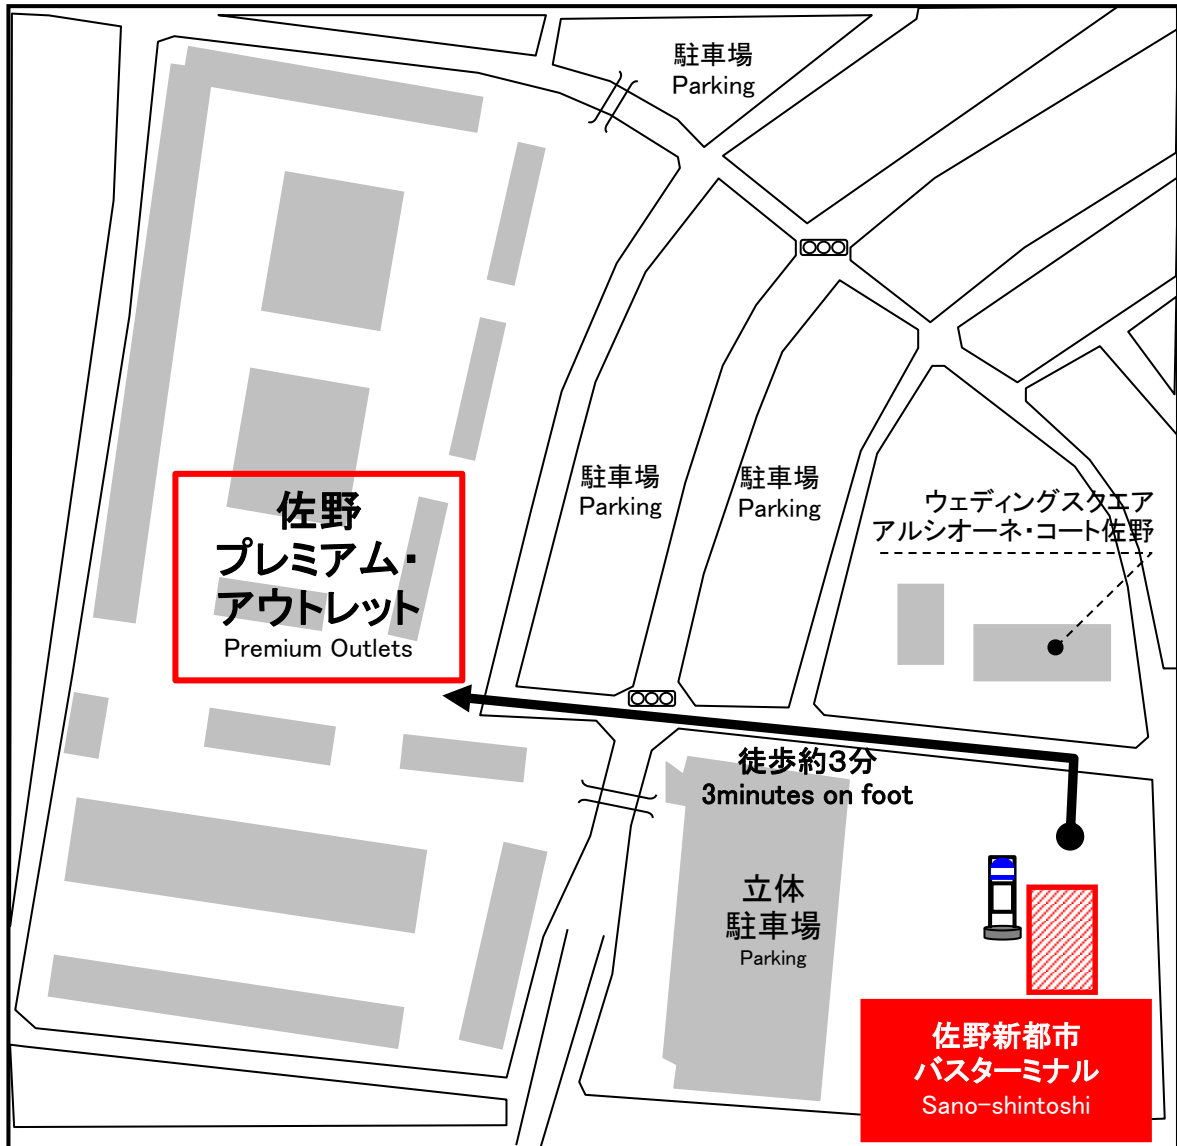 駐車場
Parking
駐車場
Parking
駐車場
Parking
ウェディングスクエア
アルシオーネ・コート佐野
佐野
プレミアム・
アウトレット
Premium Outlets
徒歩約3分
3minutes on foot
立体
駐車場
Parking
佐野新都市
バスターミナル
Sano-shintoshi